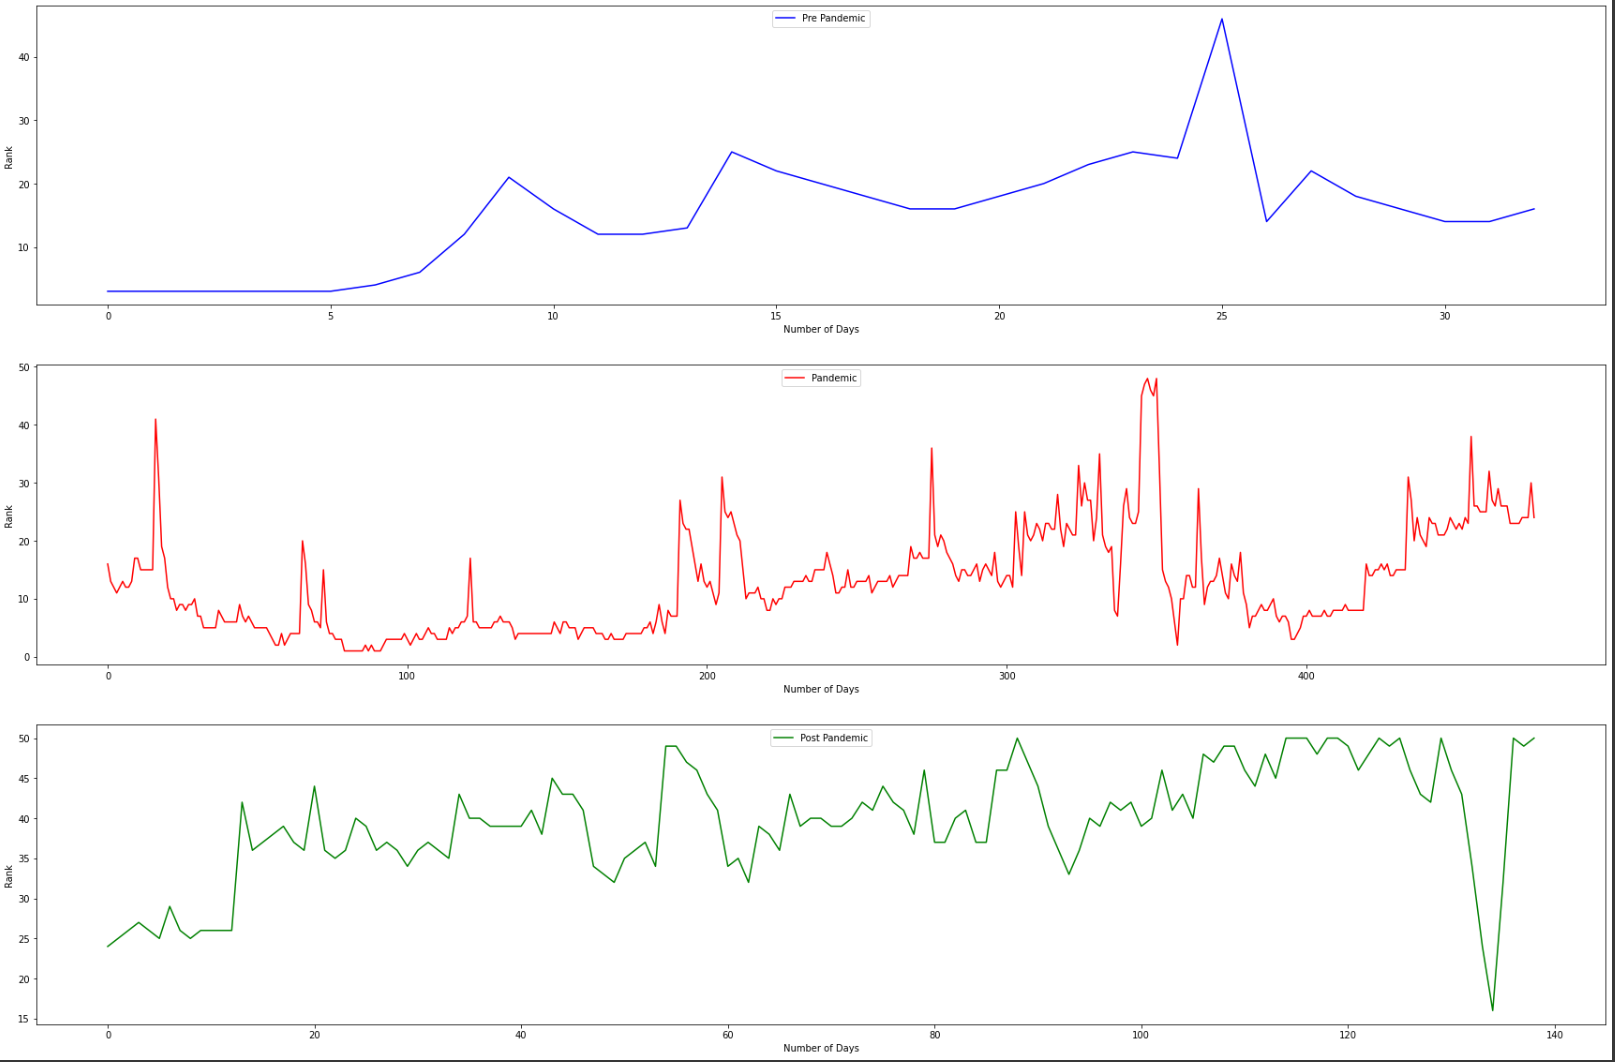 Pre Pandemic
40
30
20
10
Rank
0 5 10 15 20 25 30
Number of Days
Pandemic
50
40
30
20
10
0
Rank
0 100 200 300 400
Number of Days
Post Pandemic
50
45
40
35
30
25
20
15
Rank
0 20 40 60 80 100 120 140
Number of Days